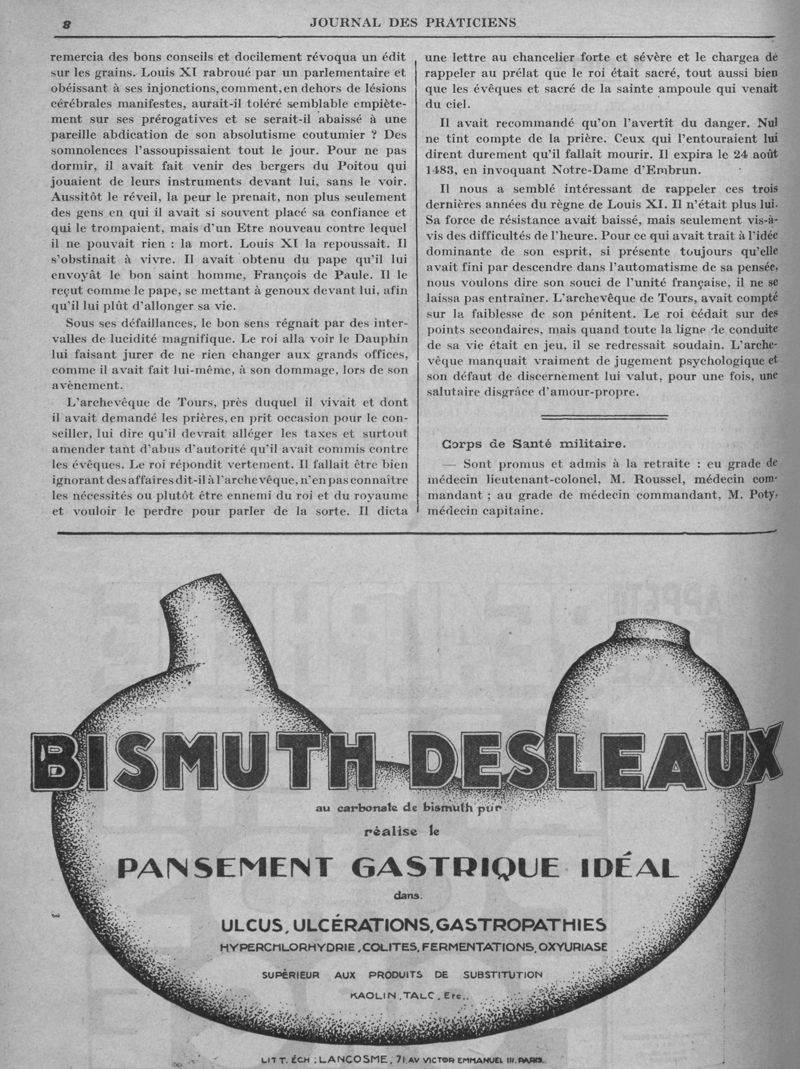 8
JOURNAL DES PRATICIENS
remercia des bons conseils et docilement révoqua un édit
sur les grains. Louis XI rabroué par un parlementaire et
obéissant à ses injonctions, comment, en dehors de lésions
cérébrales manifestes, aurait-il toléré semblable empiète-
ment sur ses prérogatives et se serait-il abaissé à une
pareille abdication de son absolutisme coutumier ? Des
somnolences l'assoupissaient tout le jour. Pour ne pas
dormir, il avait fait venir des bergers du Poitou qui
jouaient de leurs instruments devant lui, sans le voir.
Aussitôt le réveil, la peur le prenait, non plus seulement
des gens en qui il avait si souvent placé sa confiance et
qui le trompaient, mais d'un Etre nouveau contre lequel
il ne pouvait rien : la mort. Louis XI la repoussait. Il
s'obstinait à vivre. Il avait obtenu du pape qu'il lui
envoyât le bon saint homme, François de Paule. Il le
reçut comme le pape, se mettant à genoux devant lui, afin
qu'il lui plût d'allonger sa vie.
Sous ses défaillances, le bon sens régnait par des inter-
valles de lucidité magnifique. Le roi alla voir le Dauphin
lui faisant jurer de ne rien changer aux grands offices,
comme il avait fait lui-même, à son dommage, lors de son
avènement.
L'archevêque de Tours, près duquel il vivait et dont
il avait demandé les prières, en prit occasion pour le con-
seiller, lui dire qu'il devrait alléger les taxes et surtout
amender tant d'abus d'autorité qu'il avait commis contre
les évêques. Le roi répondit vertement. Il fallait être bien
ignorant des affaires dit-il à l'archevêque, n'en pas connaître
les nécessités ou plutôt être ennemi du roi et du royaume
et vouloir le perdre pour parler de la sorte. Il dicta
une lettre au chancelier forte et sévère et le chargea de
rappeler au prélat que le roi était sacré, tout aussi bien
que les évêques et sacré de la sainte ampoule qui venait
du ciel.
Il avait recommandé qu'on l'avertît du danger. Nul
ne tint compte de la prière. Ceux qui l'entouraient lui
dirent durement qu'il fallait mourir. Il expira le 24 août
1483, en invoquant Notre-Dame d'Embrun.
Il nous a semblé intéressant de rappeler ces trois
dernières années du règne de Louis XI. Il n'était plus lui.
Sa force de résistance avait baissé, mais seulement vis-à-
vis des difficultés de l'heure. Pour ce qui avait trait à l'idée
dominante de son esprit, si présente toujours qu'elle
avait fini par descendre dans l'automatisme de sa pensée,
nous voulons dire son souci de l'unité française, il ne se
laissa pas entraîner. L'archevêque de Tours, avait compté
sur la faiblesse de son pénitent. Le roi cédait sur des
points secondaires, mais quand toute la ligne de conduite
de sa vie était en jeu, il se redressait soudain. L'arche-
vêque manquait vraiment de jugement psychologique et
son défaut de discernement lui valut, pour une fois, une
salutaire disgrâce d'amour-propre.
Corps de Santé militaire.
— Sont promus et admis à la retraite : eu grade de
médecin lieutenant-colonel, M. Roussel, médecin com-
mandant ; au grade de médecin commandant, M. Poty,
médecin capitaine.
BISMUTH DESLEAUX
au carbonate de bismuth pur
réalise le
PANSEMENT GASTRIQUE IDÉAL
dans
ULCUS, ULCÉRATIONS, GASTROPATHIES
HYPERCHLORHYDRIE, COLITES, FERMENTATIONS, OXYURIASE
SUPÉRIEUR AUX PRODUITS DE SUBSTITUTION
KAOLIN, TALC, Etc..
LITT. ÉCH : LANCOSME, 71, AV VICTOR EMMANUEL III. PARIS.